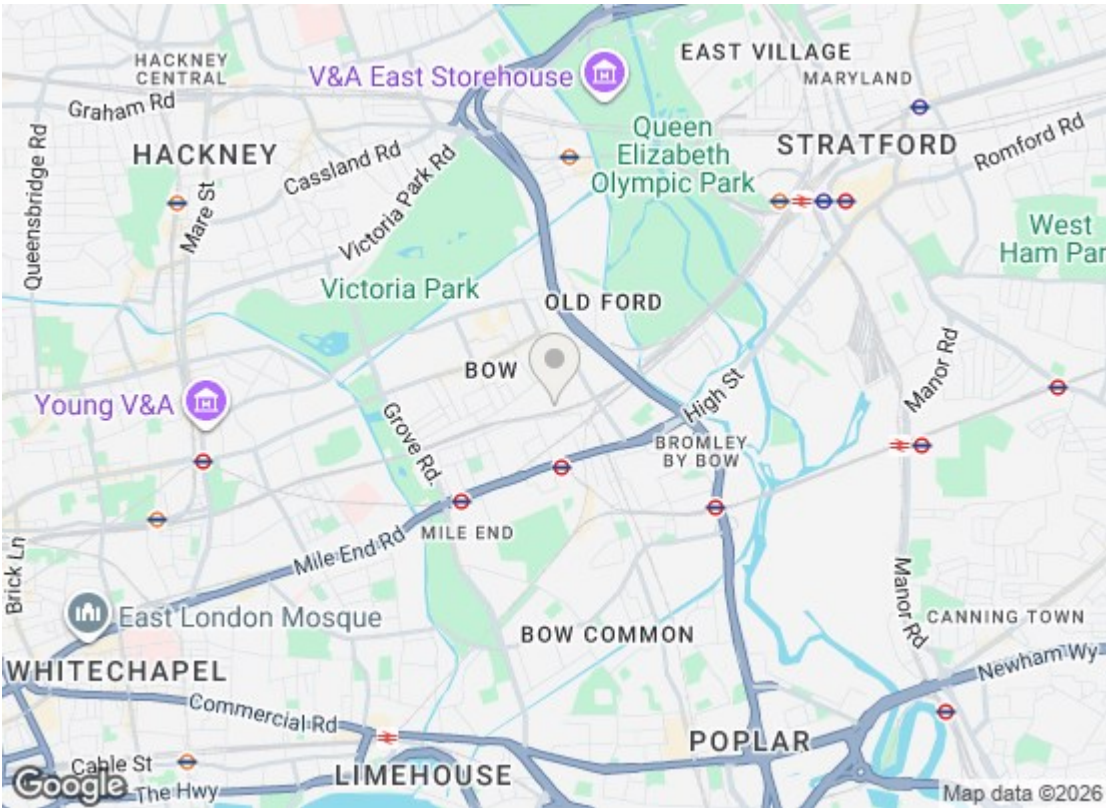 HACKNEY
CENTRAL
V&A East Storehouse
EAST VILLAGE
MARYLAND
Graham Rd
Queensbridge Rd
HACKNEY
Cassland Rd
Victoria Park Rd
Mare St
Queen
Elizabeth
Olympic Park
STRATFORD
Romford Rd
West
Ham Par
Victoria Park
OLD FORD
BOW
Young V&A
Grove Rd.
High St
Manor Rd
BROMLEY
BY BOW
MILE END
Mile End Rd
Brick Ln
East London Mosque
BOW COMMON
Manor Rd
CANNING TOWN
WHITECHAPEL
Newham Wy
Commercial Rd
POPLAR
Cable St
LIMEHOUSE
Google
The Hwy
Map data ©2026